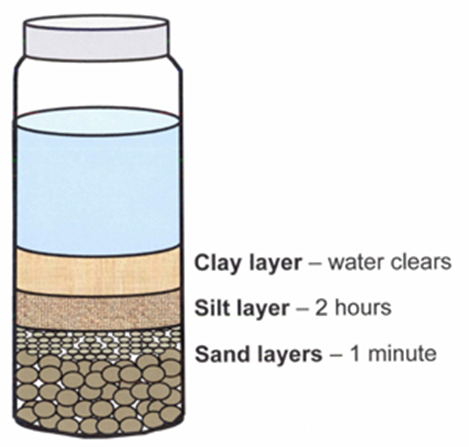 Clay layer – water clears
Silt layer – 2 hours
Sand layers – 1 minute